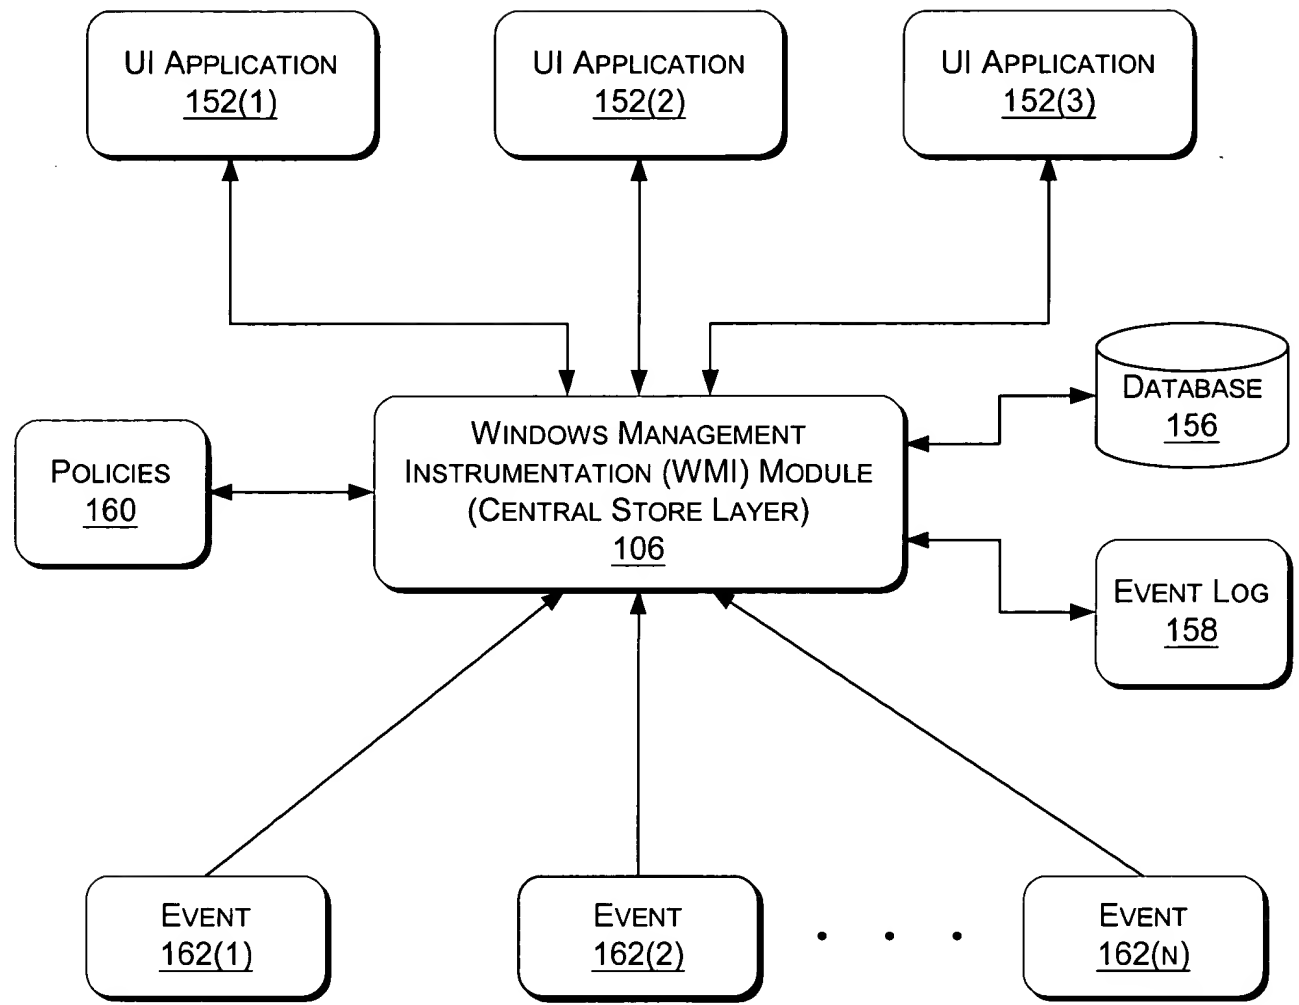 UI APPLICATION
152(1)
UI APPLICATION
152(2)
UI APPLICATION
152(3)
DATABASE
156
WINDOWS MANAGEMENT
INSTRUMENTATION (WMI) MODULE
(CENTRAL STORE LAYER)
106
POLICIES
160
EVENT LOG
158
EVENT
162(1)
EVENT
162(2)
. . .
EVENT
162(N)